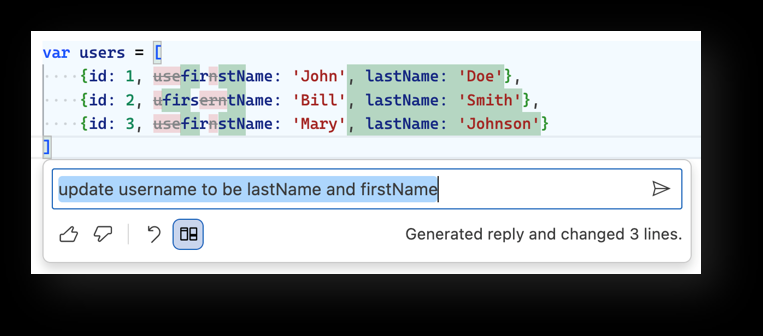 var users = [
{id: 1, usefirnstName: 'John', lastName: 'Doe'},
{id: 2, ufirserntName: 'Bill', lastName: 'Smith'},
{id: 3, usefirnstName: 'Mary', lastName: 'Johnson'}
]
update username to be lastName and firstName
Generated reply and changed 3 lines.